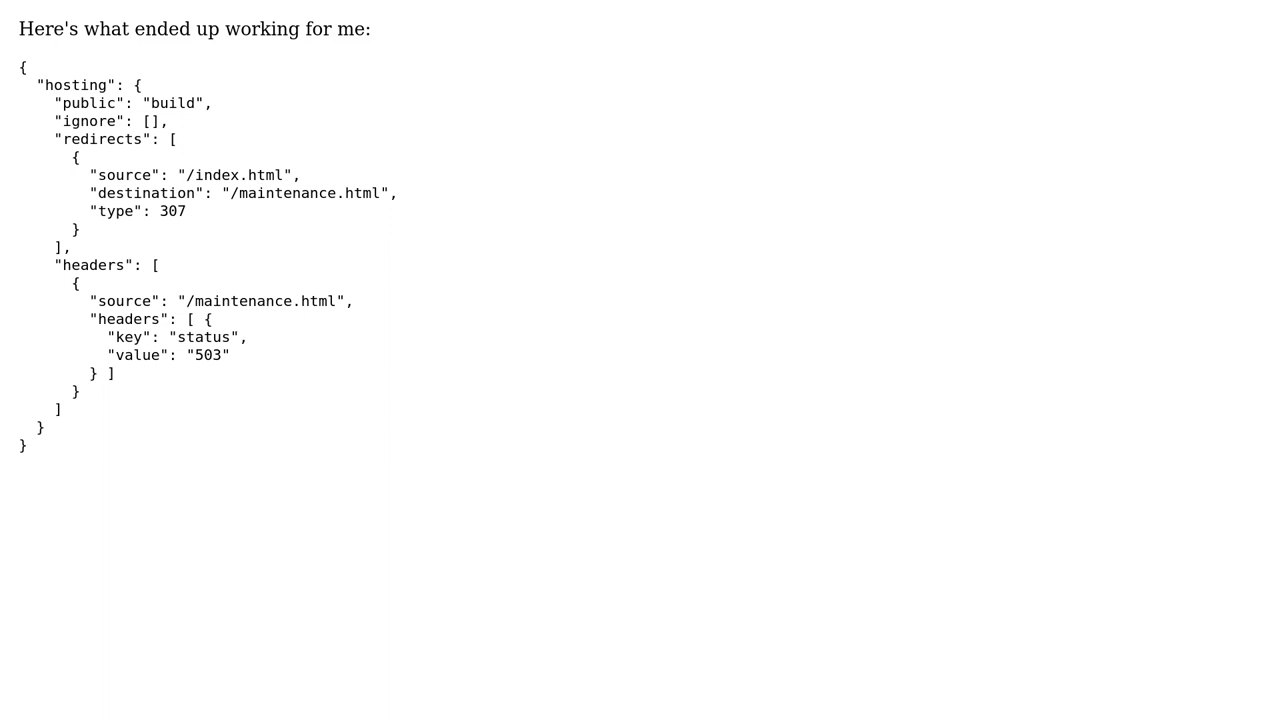 Here's what ended up working for me:
{
  "hosting": {
    "public": "build",
    "ignore": [],
    "redirects": [
      {
        "source": "/index.html",
        "destination": "/maintenance.html",
        "type": 307
      }
    ],
    "headers": [
      {
        "source": "/maintenance.html",
        "headers": [ {
          "key": "status",
          "value": "503"
        } ]
      }
    ]
  }
}